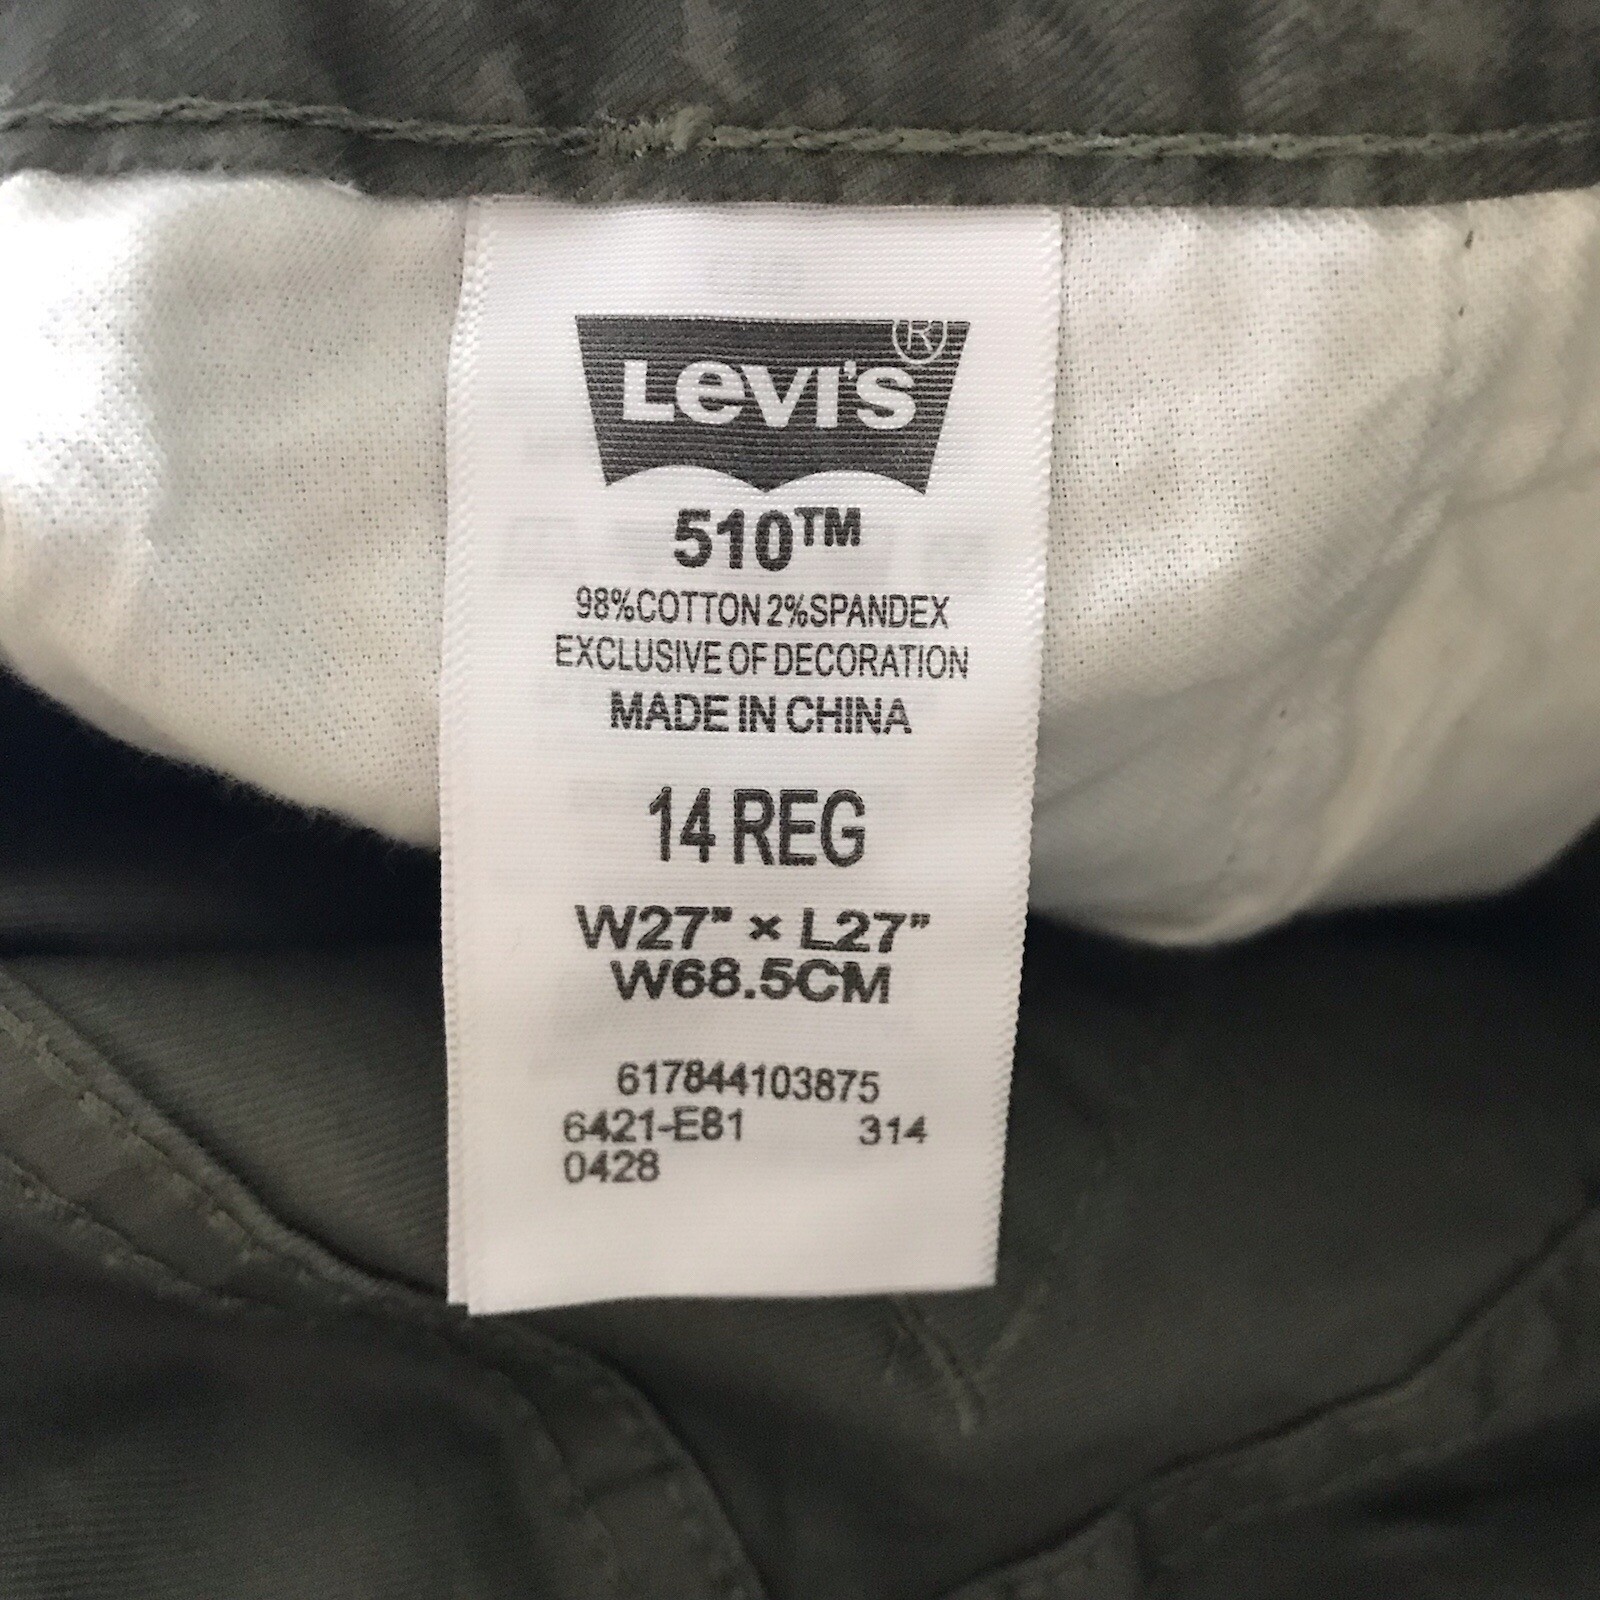 Levi's®
510™
98%COTTON 2%SPANDEX
EXCLUSIVE OF DECORATION
MADE IN CHINA
14 REG
W27" × L27"
W68.5CM
617844103875
6421-E81 314
0428